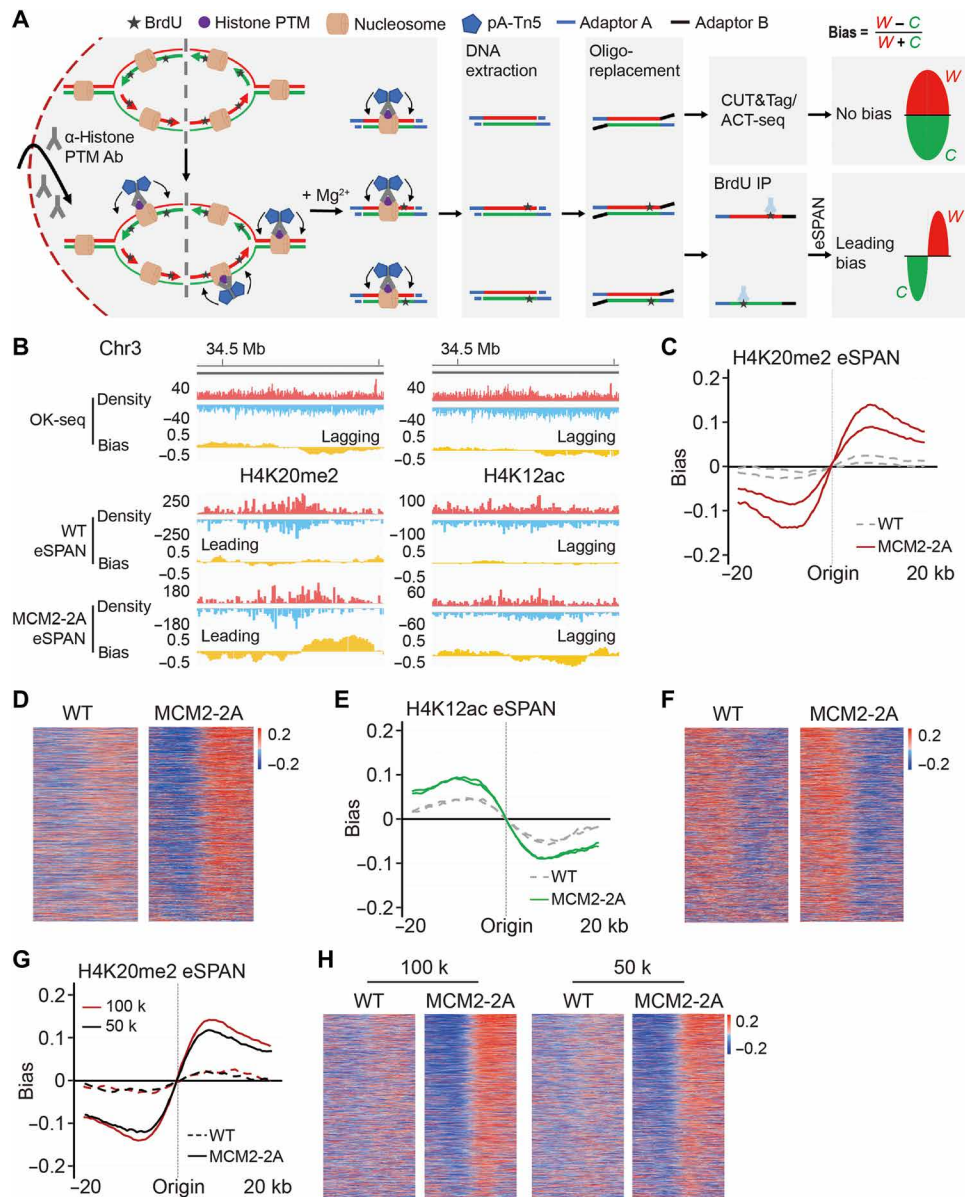 A
BrdU
Histone PTM
Nucleosome
pA-Tn5
Adaptor A
Adaptor B
Bias = W − C
W + C
α-Histone
PTM Ab
+ Mg²⁺
DNA
extraction
Oligo-
replacement
CUT&Tag/
ACT-seq
No bias
W
C
BrdU IP
eSPAN
Leading
bias
W
C
B
Chr3
34.5 Mb
34.5 Mb
OK-seq
Density
40
−40
40
−40
Bias
0.5
−0.5
Lagging
0.5
−0.5
Lagging
H4K20me2
H4K12ac
WT
eSPAN
Density
250
−250
100
−100
Bias
0.5
−0.5
Leading
0.5
−0.5
Lagging
MCM2-2A
eSPAN
Density
180
−180
60
−60
Bias
0.5
−0.5
Leading
0.5
−0.5
Lagging
C
H4K20me2 eSPAN
0.2
0.1
0
−0.1
−0.2
Bias
WT
MCM2-2A
−20
Origin
20 kb
D
WT
MCM2-2A
0.2
−0.2
E
H4K12ac eSPAN
0.2
0.1
0
−0.1
−0.2
Bias
WT
MCM2-2A
−20
Origin
20 kb
F
WT
MCM2-2A
0.2
−0.2
G
H4K20me2 eSPAN
0.2
0.1
0
−0.1
−0.2
Bias
100 k
50 k
WT
MCM2-2A
−20
Origin
20 kb
H
100 k
50 k
WT
MCM2-2A
WT
MCM2-2A
0.2
−0.2